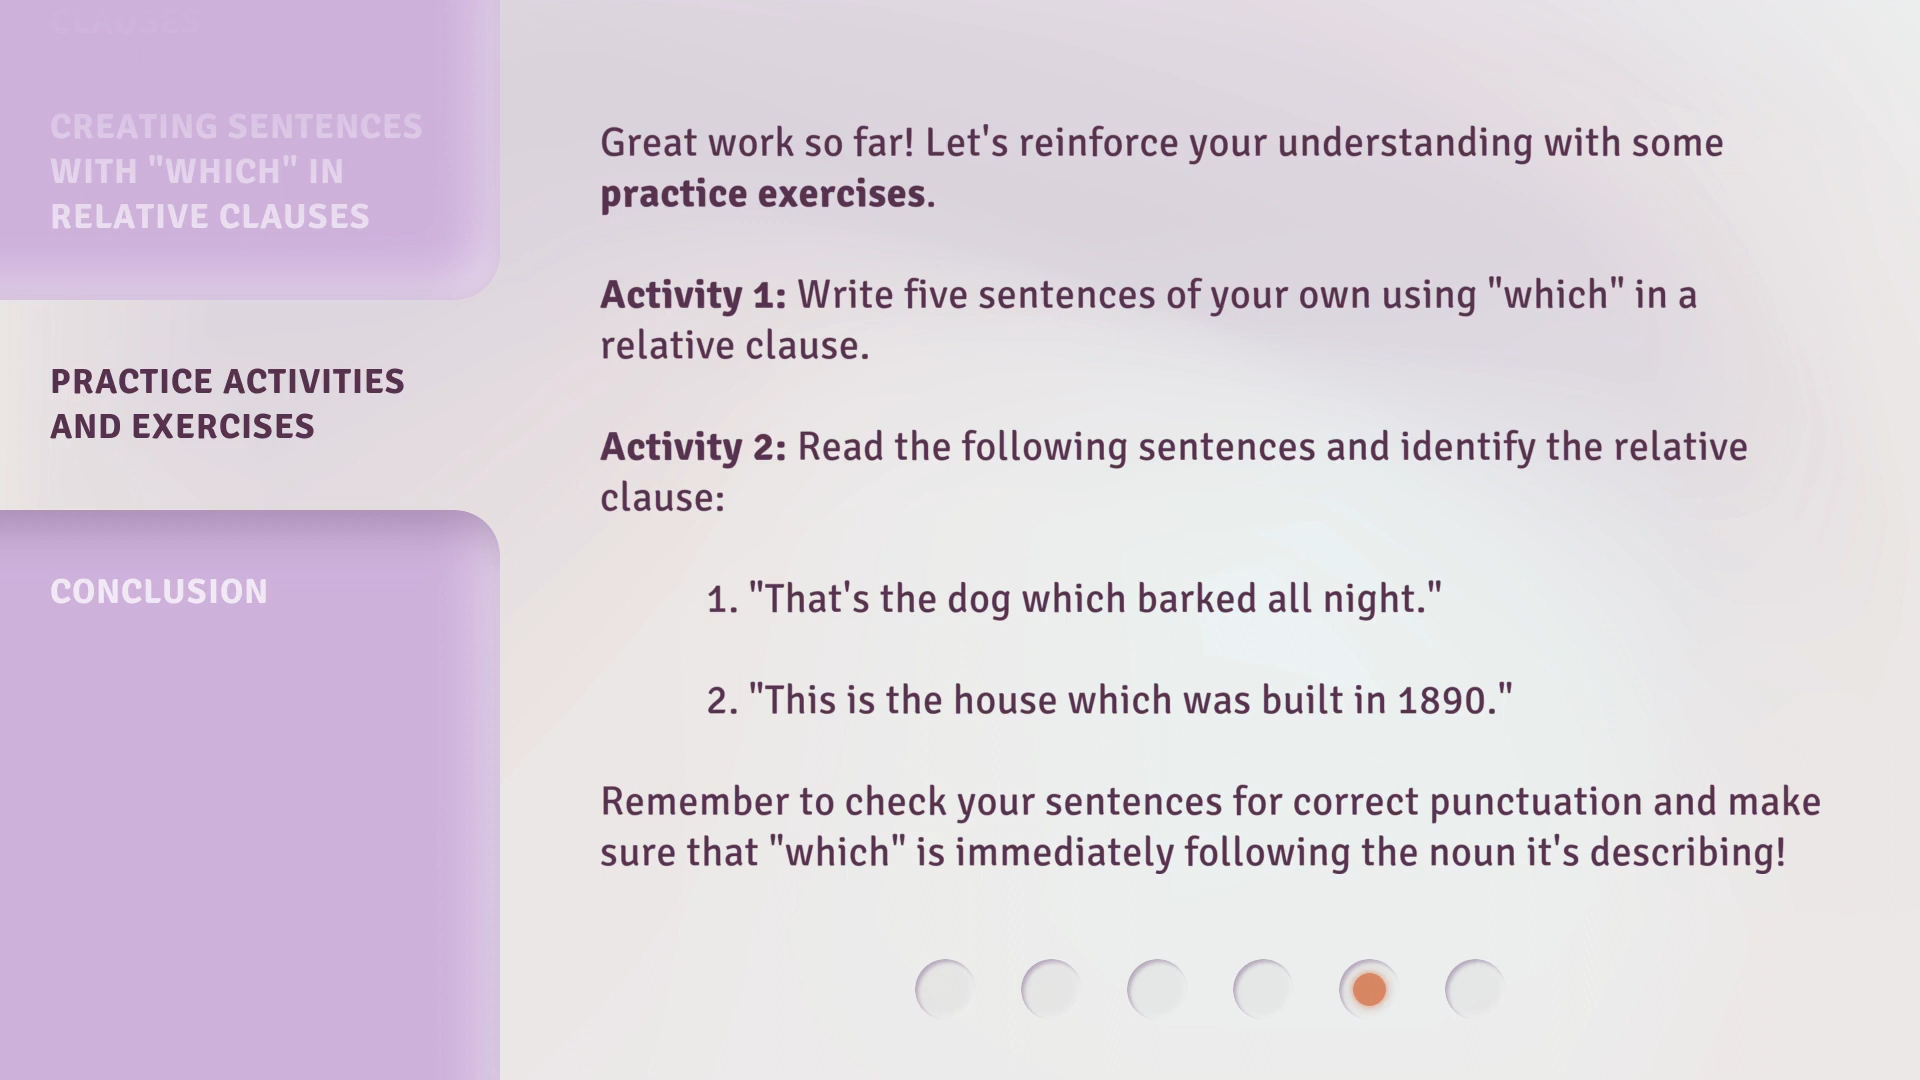 CLAUSES
CREATING SENTENCES
WITH "WHICH" IN
RELATIVE CLAUSES
PRACTICE ACTIVITIES
AND EXERCISES
CONCLUSION
Great work so far! Let's reinforce your understanding with some
practice exercises.
Activity 1: Write five sentences of your own using "which" in a
relative clause.
Activity 2: Read the following sentences and identify the relative
clause:
1. "That's the dog which barked all night."
2. "This is the house which was built in 1890."
Remember to check your sentences for correct punctuation and make
sure that "which" is immediately following the noun it's describing!